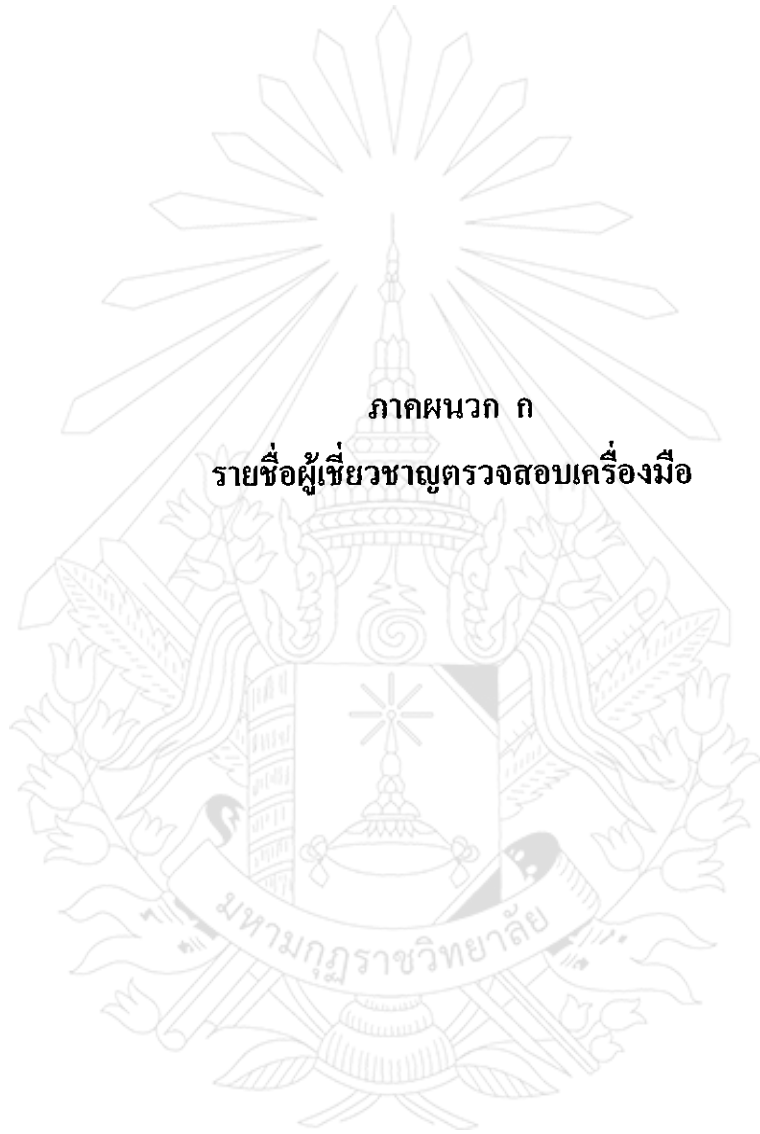 ภาคผนวก ก
รายชื่อผู้เชี่ยวชาญตรวจสอบเครื่องมือ
มหามกุฏราชวิทยาลัย